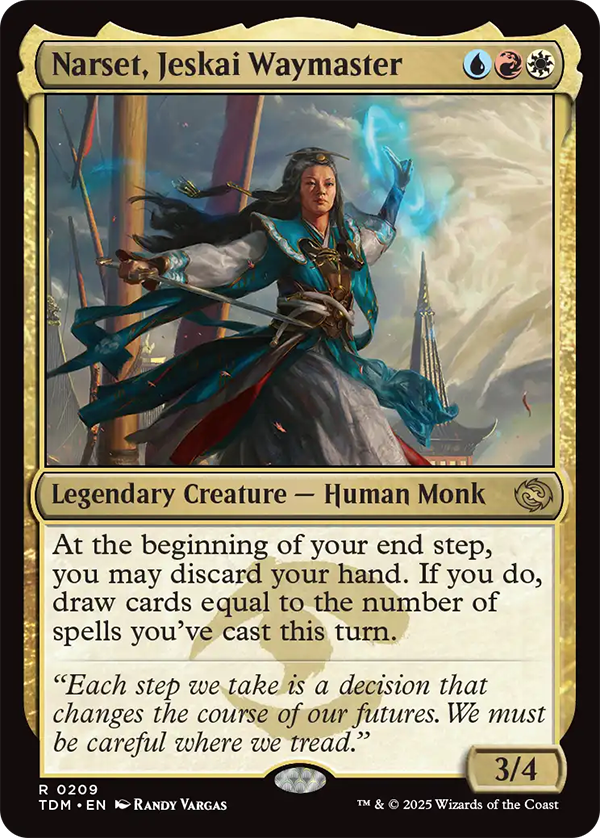 Narset, Jeskai Waymaster
Legendary Creature — Human Monk
At the beginning of your end step,
you may discard your hand. If you do,
draw cards equal to the number of
spells you’ve cast this turn.
“Each step we take is a decision that
changes the course of our futures. We must
be careful where we tread.”
3/4
R 0209
TDM • EN Randy Vargas
™ & © 2025 Wizards of the Coast